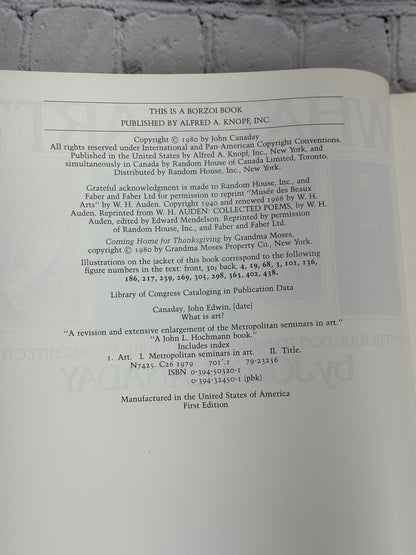 THIS IS A BORZOI BOOK
PUBLISHED BY ALFRED A. KNOPF, INC.
Copyright © 1980 by John Canaday
All rights reserved under International and Pan-American Copyright Conventions.
Published in the United States by Alfred A. Knopf, Inc., New York, and
simultaneously in Canada by Random House of Canada Limited, Toronto.
Distributed by Random House, Inc., New York.
Grateful acknowledgment is made to Random House, Inc., and
Faber and Faber Ltd for permission to reprint "Musée des Beaux
Arts" by W. H. Auden. Copyright 1940 and renewed 1968 by W. H.
Auden. Reprinted from W. H. AUDEN: COLLECTED POEMS, by W. H.
Auden, edited by Edward Mendelson. Reprinted by permission
of Random House, Inc., and Faber and Faber Ltd.
Coming Home for Thanksgiving by Grandma Moses,
copyright © 1980 by Grandma Moses Property Co., New York.
Illustrations on the jacket of this book correspond to the following
figure numbers in the text: front, 30; back, 4, 19, 68, 3, 101, 136,
186, 217, 239, 269, 305, 298, 363, 402, 438.
Library of Congress Cataloging in Publication Data
Canaday, John Edwin, [date]
What is art?
"A revision and extensive enlargement of the Metropolitan seminars in art."
"A John L. Hochmann book."
Includes index
1. Art. I. Metropolitan seminars in art. II. Title.
N7425. C26 1979 701'.1 79-23256
ISBN 0-394-50320-1
0-394-32450-1 {pbk}
Manufactured in the United States of America
First Edition